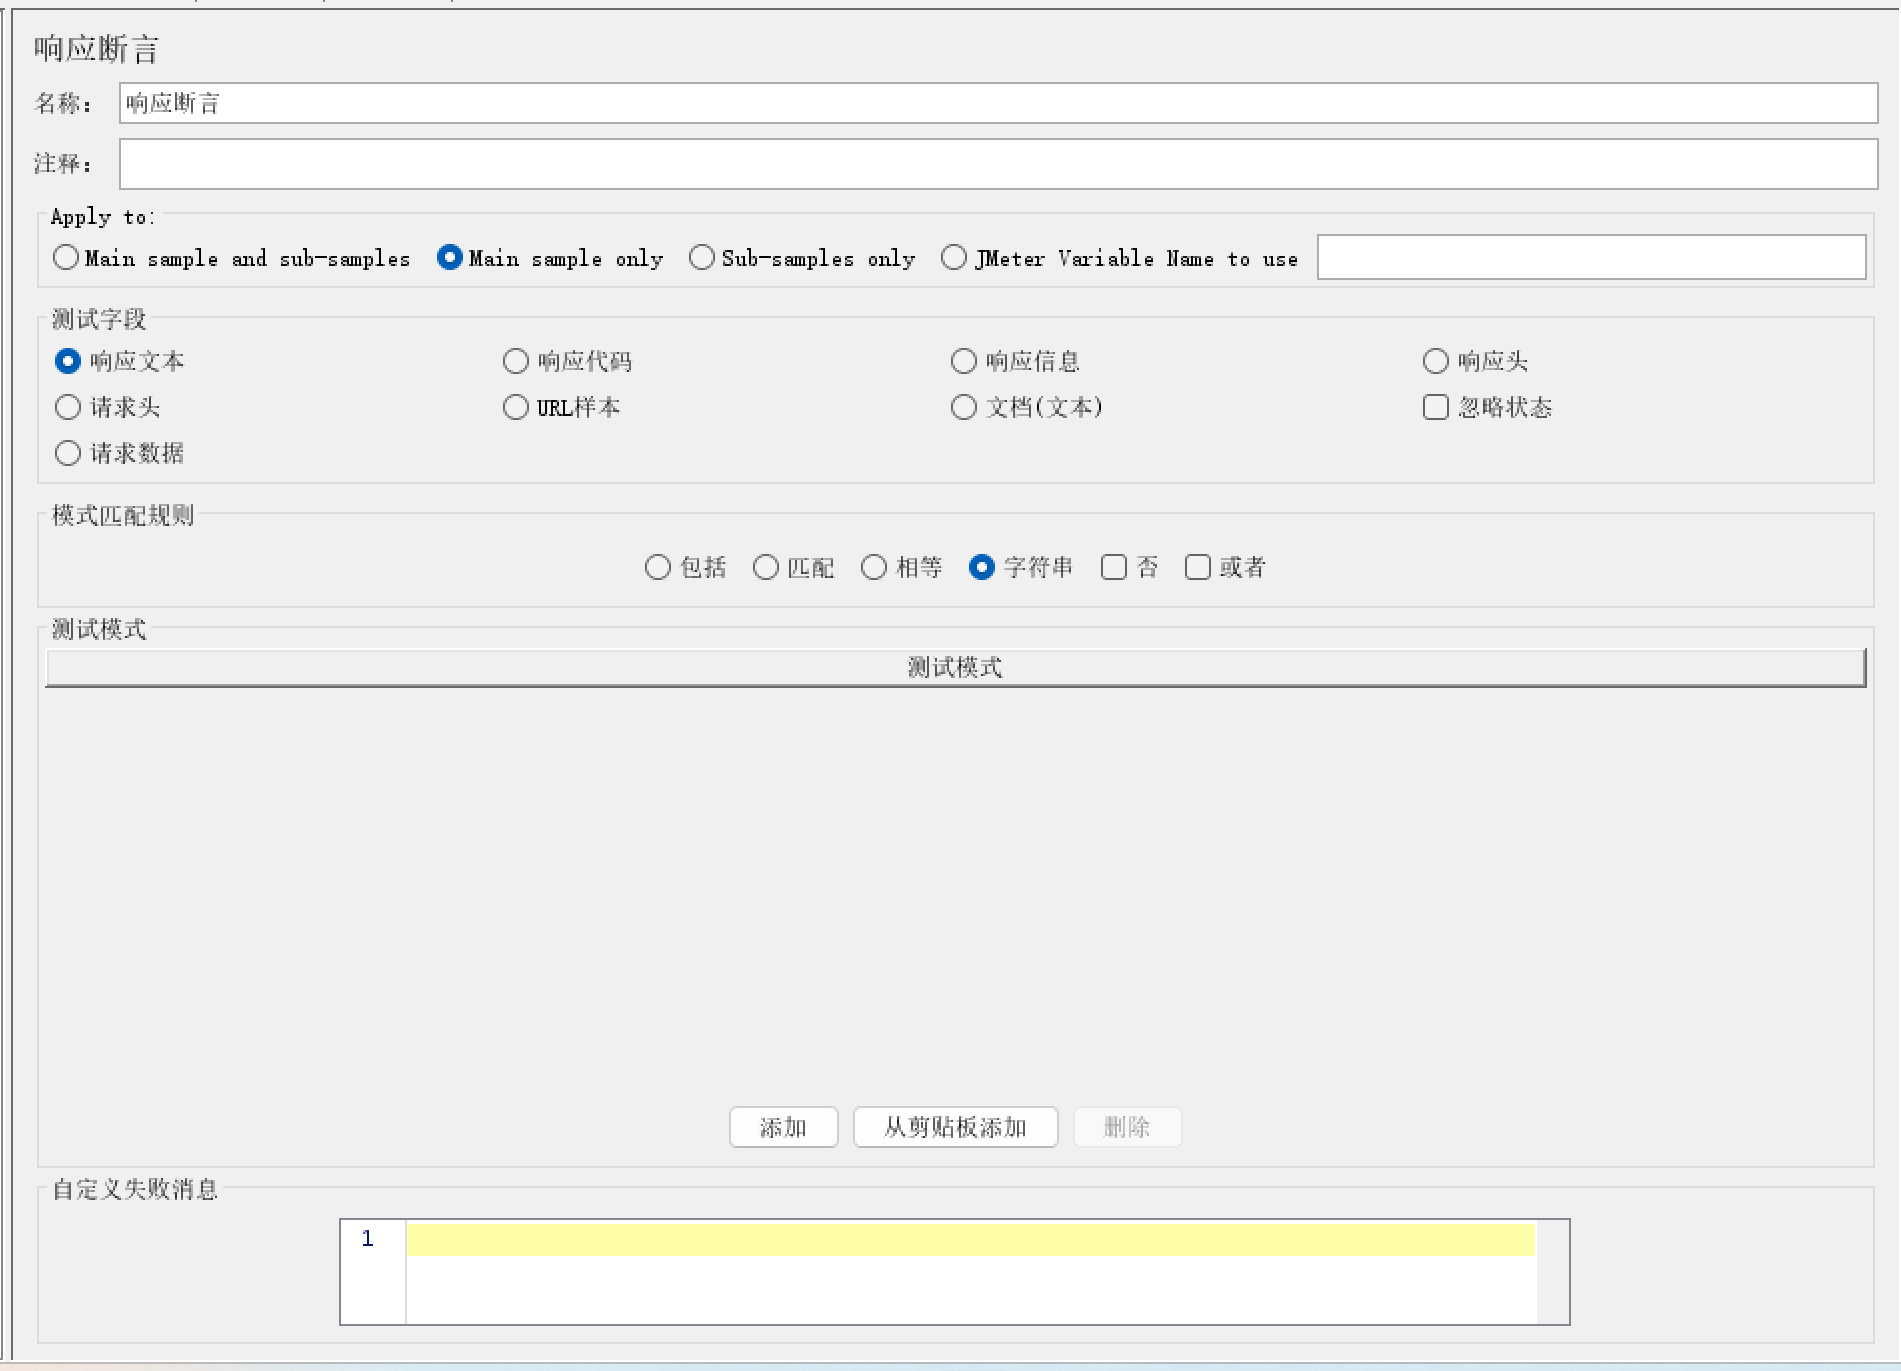 响应断言
名称： 响应断言
注释：
Apply to:
Main sample and sub-samples Main sample only Sub-samples only JMeter Variable Name to use
测试字段
响应文本 响应代码 响应信息 响应头
请求头 URL样本 文档(文本) 忽略状态
请求数据
模式匹配规则
包括 匹配 相等 字符串 否 或者
测试模式
测试模式
添加 从剪贴板添加 删除
自定义失败消息
1